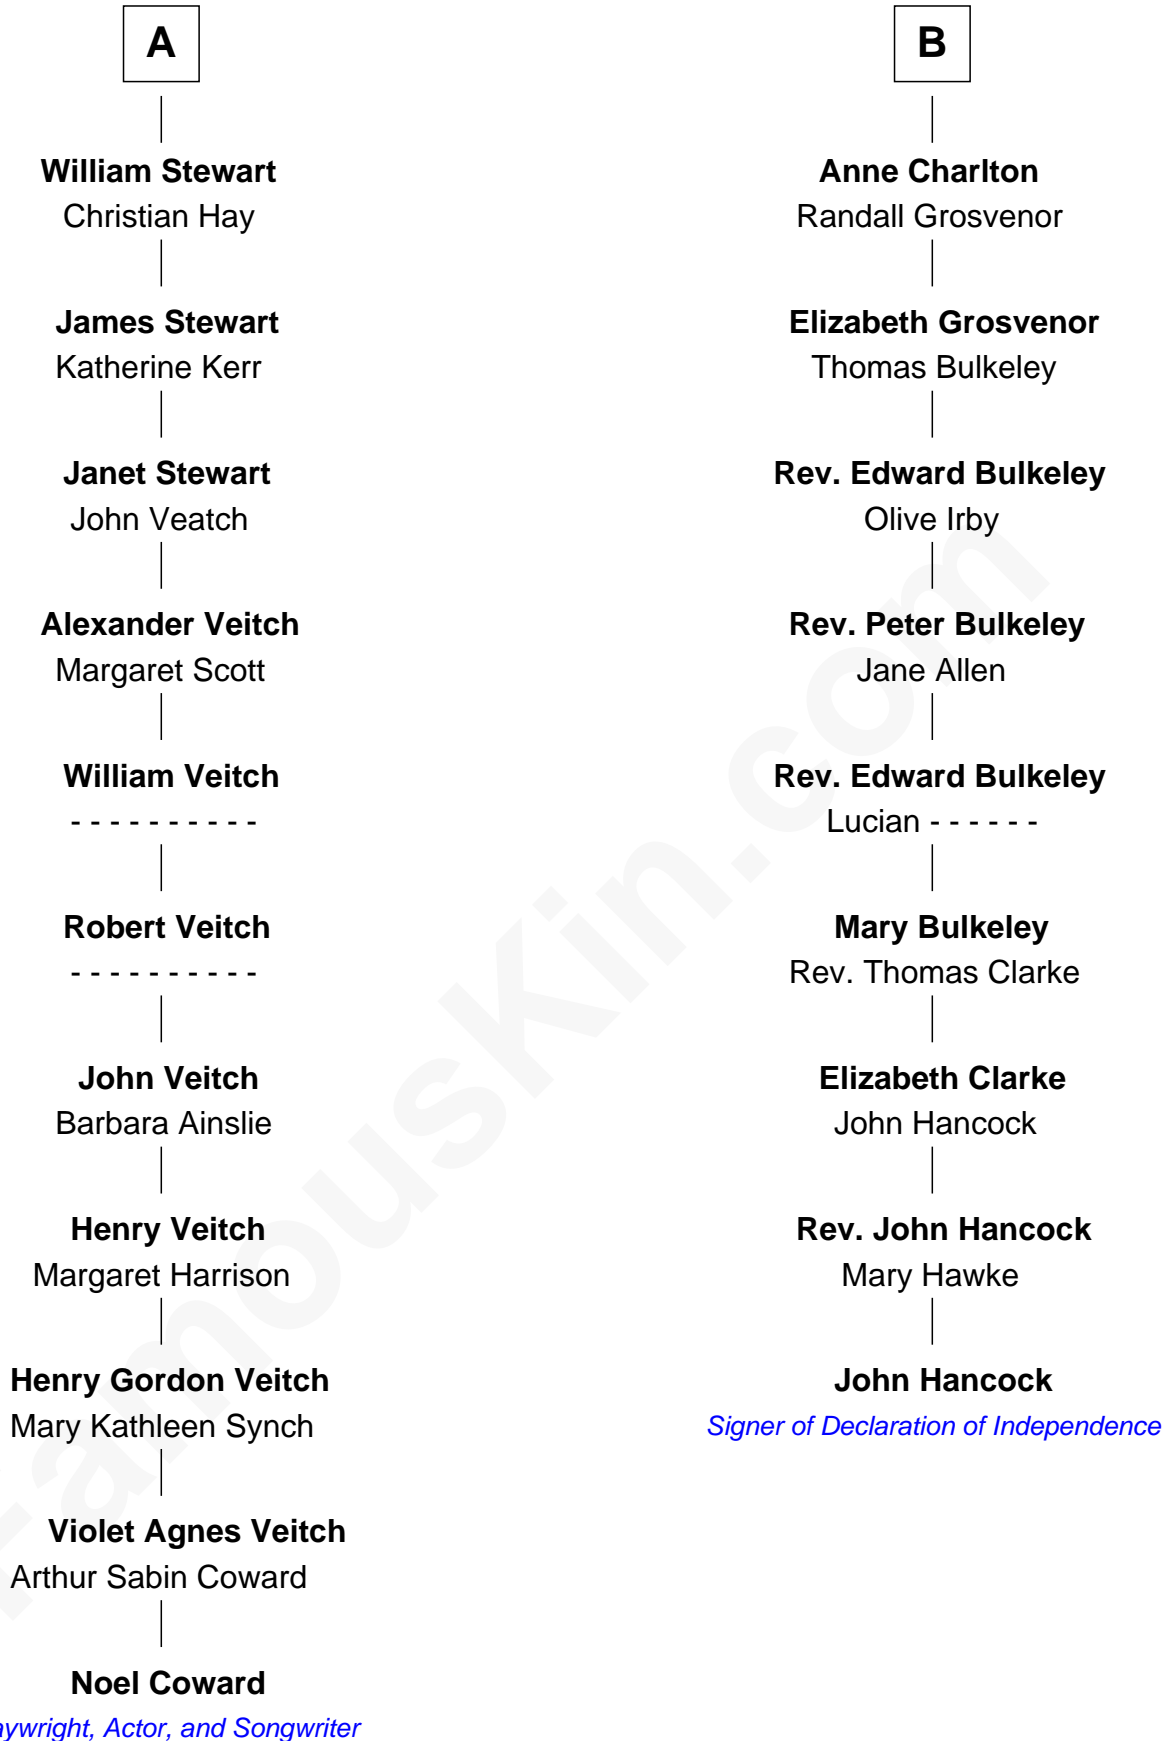 A
William Stewart
Christian Hay
James Stewart
Katherine Kerr
Janet Stewart
John Veatch
Alexander Veitch
Margaret Scott
William Veitch
- - - - - - - - - -
Robert Veitch
- - - - - - - - - -
John Veitch
Barbara Ainslie
Henry Veitch
Margaret Harrison
Henry Gordon Veitch
Mary Kathleen Synch
Violet Agnes Veitch
Arthur Sabin Coward
Noel Coward
aywright, Actor, and Songwriter
B
Anne Charlton
Randall Grosvenor
Elizabeth Grosvenor
Thomas Bulkeley
Rev. Edward Bulkeley
Olive Irby
Rev. Peter Bulkeley
Jane Allen
Rev. Edward Bulkeley
Lucian - - - - - -
Mary Bulkeley
Rev. Thomas Clarke
Elizabeth Clarke
John Hancock
Rev. John Hancock
Mary Hawke
John Hancock
Signer of Declaration of Independence
FamousKin.com